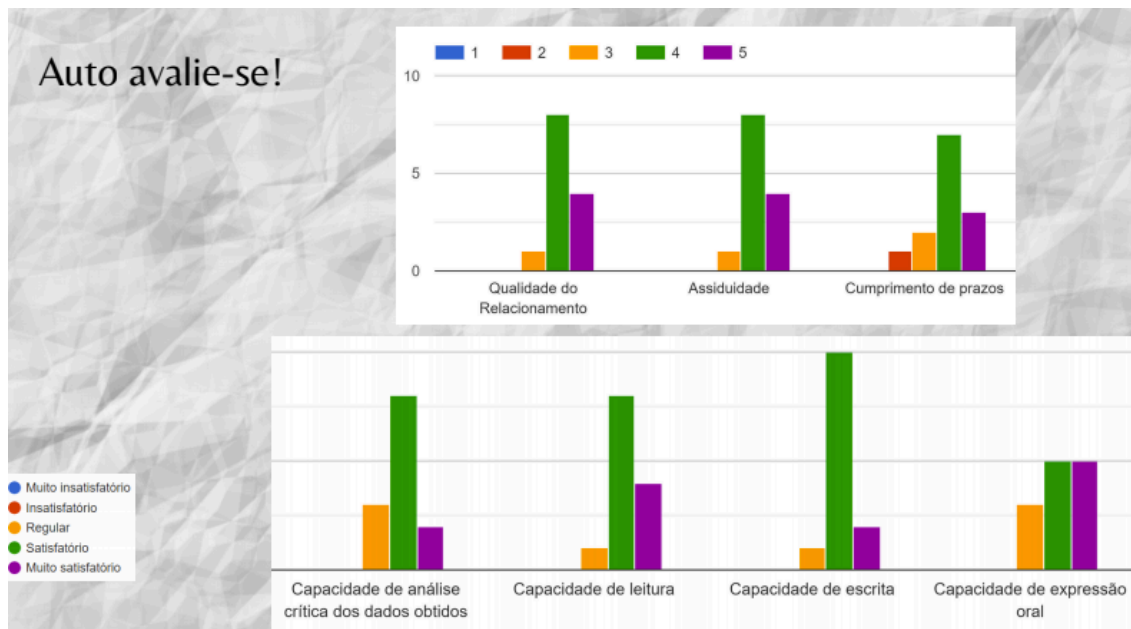 Auto avalie-se!
1 2 3 4 5
10
5
0
Qualidade do
Relacionamento
Assiduidade
Cumprimento de prazos
Muito insatisfatório
Insatisfatório
Regular
Satisfatório
Muito satisfatório
Capacidade de análise
crítica dos dados obtidos
Capacidade de leitura
Capacidade de escrita
Capacidade de expressão
oral